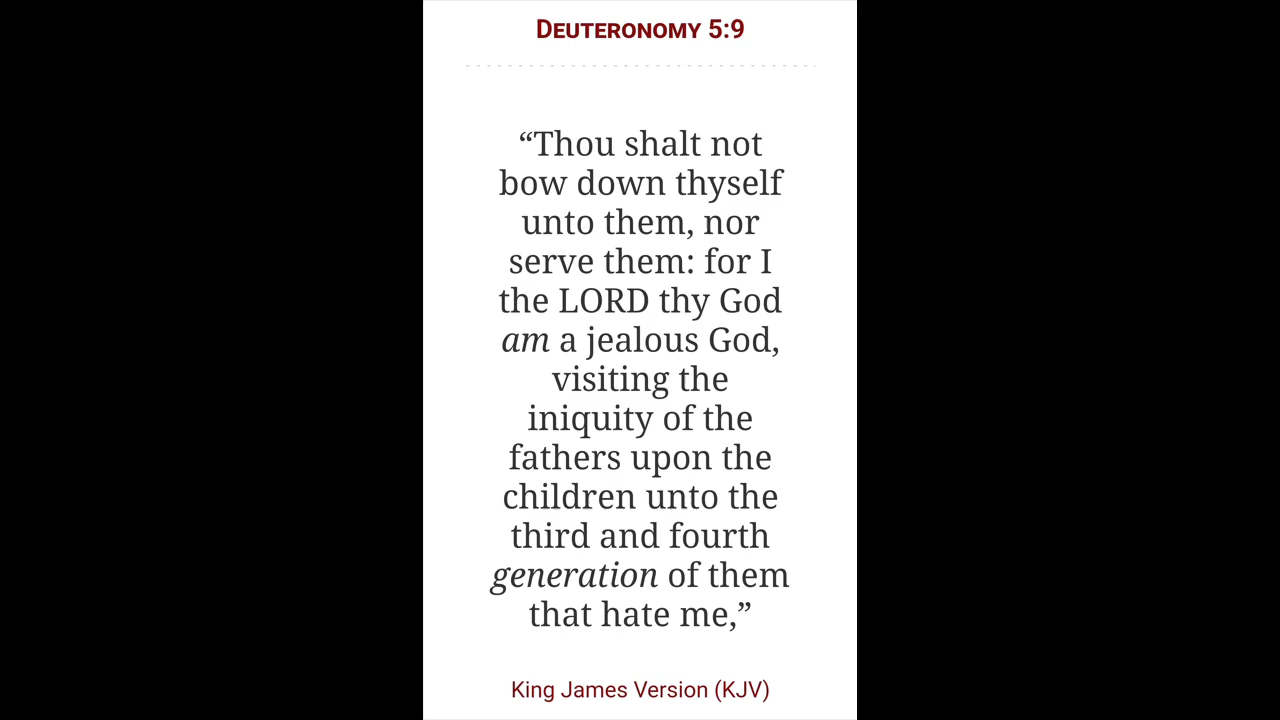 Deuteronomy 5:9
“Thou shalt not
bow down thyself
unto them, nor
serve them: for I
the LORD thy God
am a jealous God,
visiting the
iniquity of the
fathers upon the
children unto the
third and fourth
generation of them
that hate me,”
King James Version (KJV)